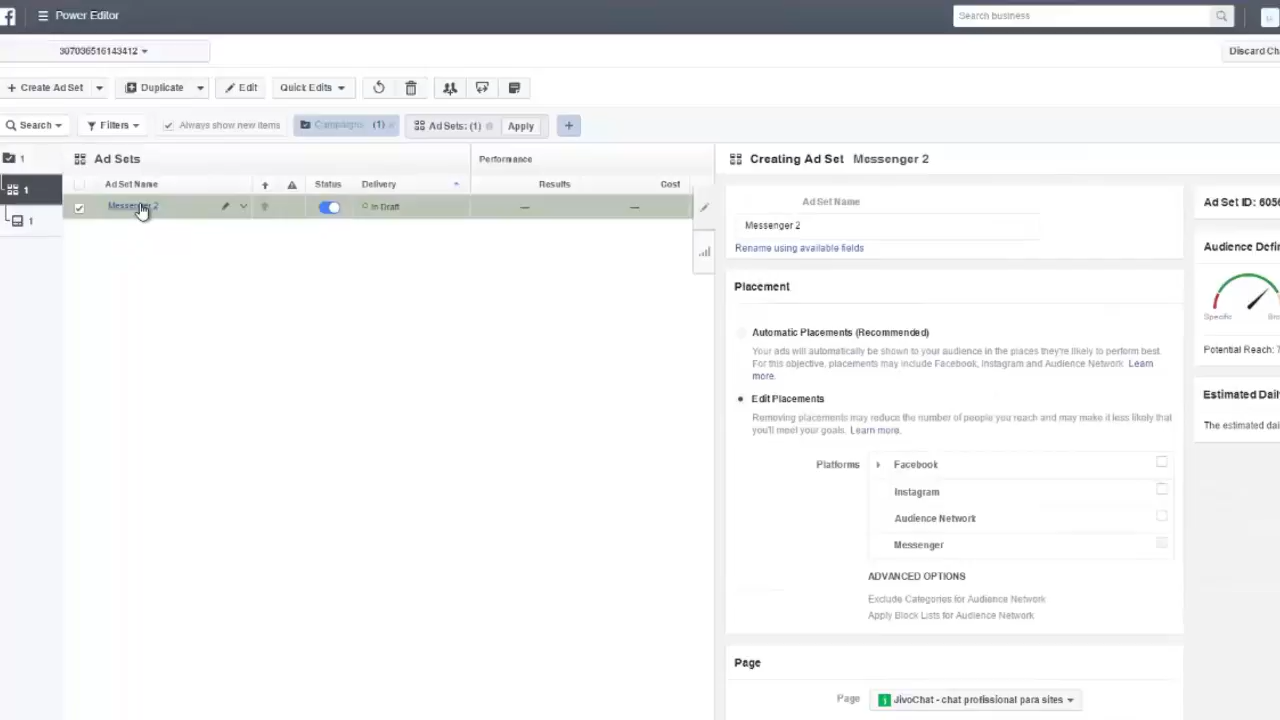 Power Editor
Search business
307036516143412
Discard Ch
+ Create Ad Set
Duplicate
Edit
Quick Edits
Search
Filters
Always show new items
Campaigns (1)
Ad Sets: (1)
Apply
+
1
Ad Sets
Performance
Creating Ad Set Messenger 2
1
Ad Set Name
Status
Delivery
Results
Cost
Messenger 2
In Draft
—
—
Ad Set Name
Ad Set ID: 6056
1
Messenger 2
Rename using available fields
Audience Defi
Placement
Specific
Bro
Automatic Placements (Recommended)
Your ads will automatically be shown to your audience in the places they're likely to perform best.
For this objective, placements may include Facebook, Instagram and Audience Network. Learn
more.
Potential Reach: 7
Edit Placements
Estimated Dail
Removing placements may reduce the number of people you reach and may make it less likely that
you'll meet your goals. Learn more.
The estimated dai
Platforms
Facebook
Instagram
Audience Network
Messenger
ADVANCED OPTIONS
Exclude Categories for Audience Network
Apply Block Lists for Audience Network
Page
Page
JivoChat - chat profissional para sites